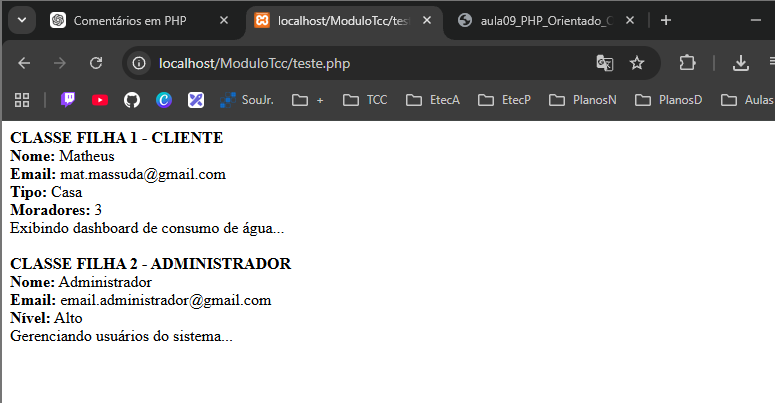 Comentários em PHP
localhost/ModuloTcc/tes
aula09_PHP_Orientado_O
localhost/ModuloTcc/teste.php
SouJr.
+
TCC
EtecA
EtecP
PlanosN
PlanosD
Aulas
CLASSE FILHA 1 - CLIENTE
Nome: Matheus
Email: mat.massuda@gmail.com
Tipo: Casa
Moradores: 3
Exibindo dashboard de consumo de água...
CLASSE FILHA 2 - ADMINISTRADOR
Nome: Administrador
Email: email.administrador@gmail.com
Nível: Alto
Gerenciando usuários do sistema...